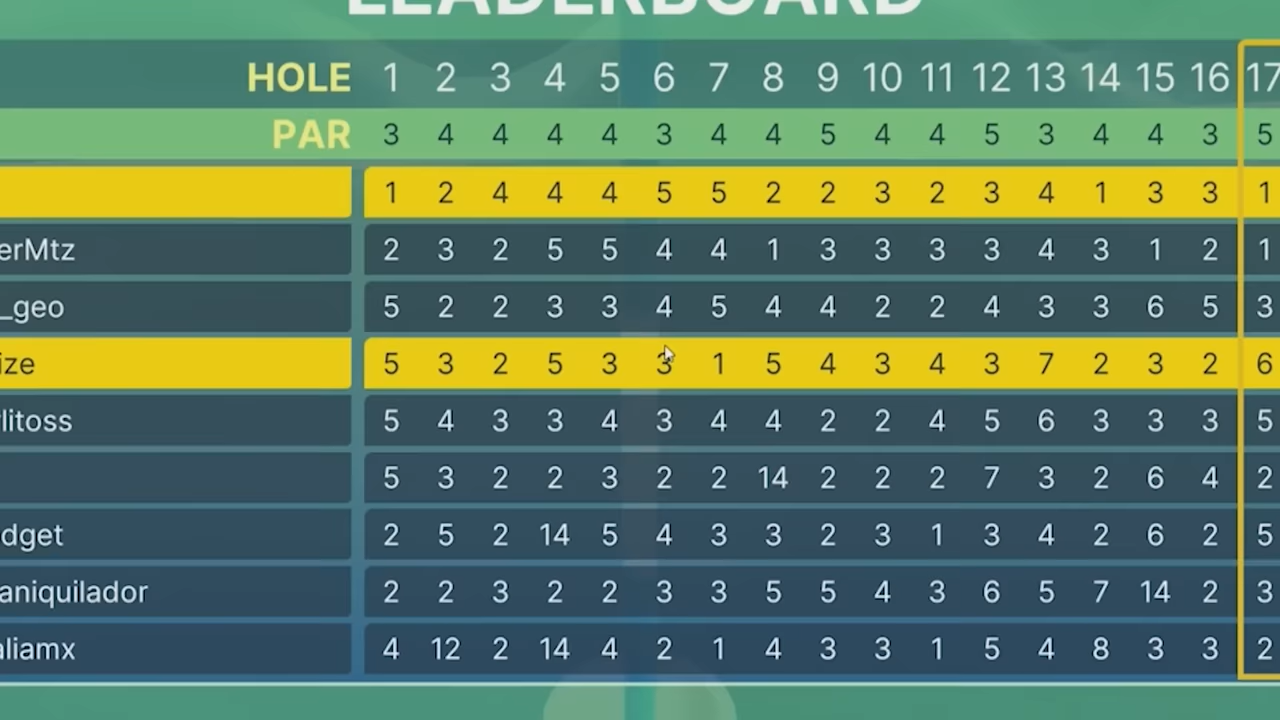 LEADERBOARD
HOLE 1 2 3 4 5 6 7 8 9 10 11 12 13 14 15 16 17
PAR 3 4 4 4 4 3 4 4 5 4 4 5 3 4 4 3 5
1 2 4 4 4 5 5 2 2 3 2 3 4 1 3 3 1
erMtz 2 3 2 5 5 4 4 1 3 3 3 3 4 3 1 2 1
_geo 5 2 2 3 3 4 5 4 4 2 2 4 3 3 6 5 3
ize 5 3 2 5 3 3 1 5 4 3 4 3 7 2 3 2 6
litoss 5 4 3 3 4 3 4 4 2 2 4 5 6 3 3 3 5
5 3 2 2 3 2 2 14 2 2 2 7 3 2 6 4 2
dget 2 5 2 14 5 4 3 3 2 3 1 3 4 2 6 2 5
aniquilador 2 2 3 2 2 3 3 5 5 4 3 6 5 7 14 2 3
aliamx 4 12 2 14 4 2 1 4 3 3 1 5 4 8 3 3 2